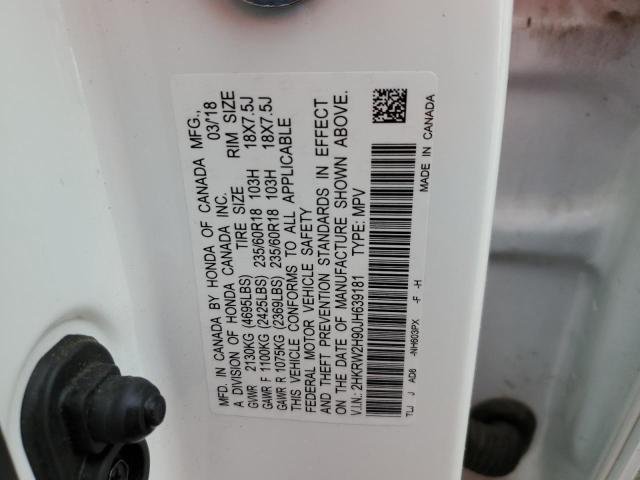 MFD. IN CANADA BY HONDA OF CANADA MFG.,
A DIVISION OF HONDA CANADA INC. 03/18
TIRE SIZE RIM SIZE
GVWR 2130KG (4695LBS)
GAWR F 1100KG (2425LBS) 235/60R18 103H 18X7.5J
GAWR R 1075KG (2369LBS) 235/60R18 103H 18X7.5J
THIS VEHICLE CONFORMS TO ALL APPLICABLE
FEDERAL MOTOR VEHICLE SAFETY
AND THEFT PREVENTION STANDARDS IN EFFECT
ON THE DATE OF MANUFACTURE SHOWN ABOVE.
V.I.N.: 2HKRW2H90JH639181 TYPE: MPV
TLJ J AD6 -NH603PX -F -H MADE IN CANADA